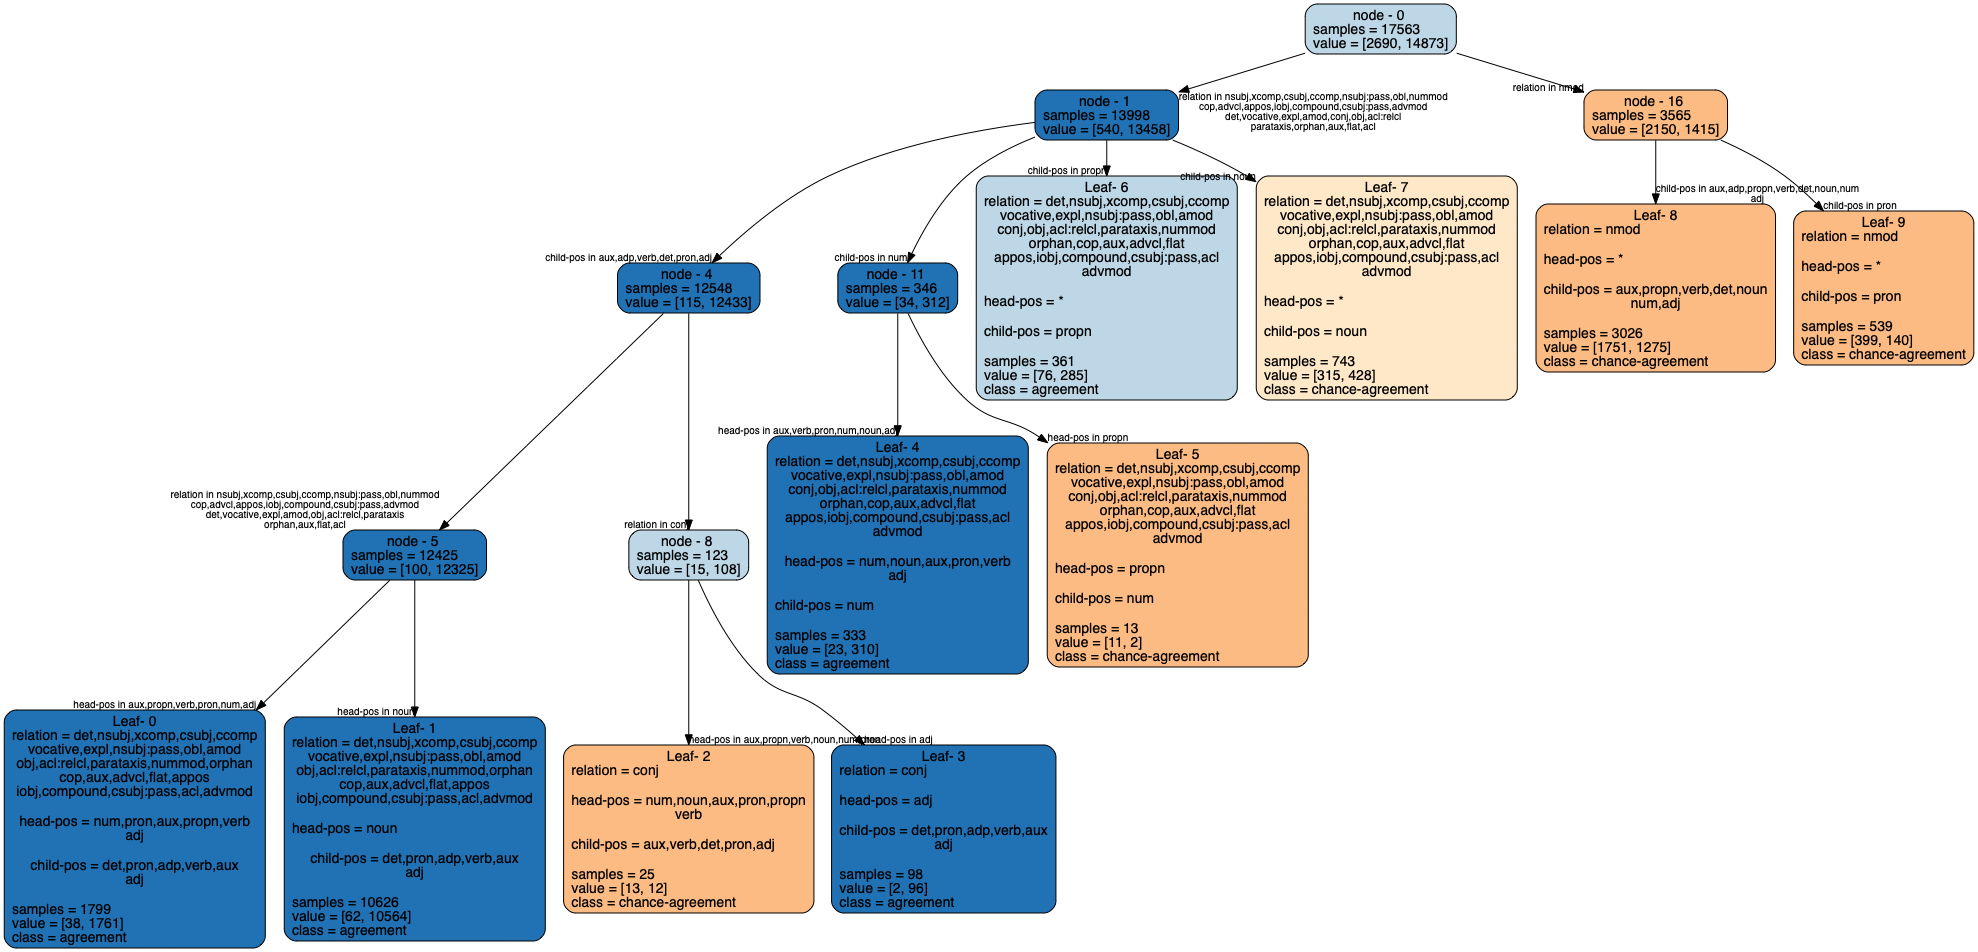 node - 0
samples = 17563
value = [2690, 14873]
relation in nsubj,xcomp,csubj,ccomp,nsubj:pass,obl,nummod
cop,advcl,appos,iobj,compound,csubj:pass,advmod
det,vocative,expl,amod,conj,obj,acl:relcl
parataxis,orphan,aux,flat,acl
relation in nmod
node - 1
samples = 13998
value = [540, 13458]
node - 16
samples = 3565
value = [2150, 1415]
child-pos in aux,adp,verb,det,pron,adj
child-pos in num
child-pos in propn
child-pos in noun
child-pos in aux,adp,propn,verb,det,noun,num
adj
child-pos in pron
node - 4
samples = 12548
value = [115, 12433]
node - 11
samples = 346
value = [34, 312]
Leaf- 6
relation = det,nsubj,xcomp,csubj,ccomp
vocative,expl,nsubj:pass,obl,amod
conj,obj,acl:relcl,parataxis,nummod
orphan,cop,aux,advcl,flat
appos,iobj,compound,csubj:pass,acl
advmod
head-pos = *
child-pos = propn
samples = 361
value = [76, 285]
class = agreement
Leaf- 7
relation = det,nsubj,xcomp,csubj,ccomp
vocative,expl,nsubj:pass,obl,amod
conj,obj,acl:relcl,parataxis,nummod
orphan,cop,aux,advcl,flat
appos,iobj,compound,csubj:pass,acl
advmod
head-pos = *
child-pos = noun
samples = 743
value = [315, 428]
class = chance-agreement
Leaf- 8
relation = nmod
head-pos = *
child-pos = aux,propn,verb,det,noun
num,adj
samples = 3026
value = [1751, 1275]
class = chance-agreement
Leaf- 9
relation = nmod
head-pos = *
child-pos = pron
samples = 539
value = [399, 140]
class = chance-agreement
relation in nsubj,xcomp,csubj,ccomp,nsubj:pass,obl,nummod
cop,advcl,appos,iobj,compound,csubj:pass,advmod
det,vocative,expl,amod,obj,acl:relcl,parataxis
orphan,aux,flat,acl
relation in conj
head-pos in aux,verb,pron,num,noun,adj
head-pos in propn
node - 5
samples = 12425
value = [100, 12325]
node - 8
samples = 123
value = [15, 108]
Leaf- 4
relation = det,nsubj,xcomp,csubj,ccomp
vocative,expl,nsubj:pass,obl,amod
conj,obj,acl:relcl,parataxis,nummod
orphan,cop,aux,advcl,flat
appos,iobj,compound,csubj:pass,acl
advmod
head-pos = num,noun,aux,pron,verb
adj
child-pos = num
samples = 333
value = [23, 310]
class = agreement
Leaf- 5
relation = det,nsubj,xcomp,csubj,ccomp
vocative,expl,nsubj:pass,obl,amod
conj,obj,acl:relcl,parataxis,nummod
orphan,cop,aux,advcl,flat
appos,iobj,compound,csubj:pass,acl
advmod
head-pos = propn
child-pos = num
samples = 13
value = [11, 2]
class = chance-agreement
head-pos in aux,propn,verb,pron,num,adj
head-pos in noun
head-pos in aux,propn,verb,noun,num
head-pos in adj
Leaf- 0
relation = det,nsubj,xcomp,csubj,ccomp
vocative,expl,nsubj:pass,obl,amod
obj,acl:relcl,parataxis,nummod,orphan
cop,aux,advcl,flat,appos
iobj,compound,csubj:pass,acl,advmod
head-pos = num,pron,aux,propn,verb
adj
child-pos = det,pron,adp,verb,aux
adj
samples = 1799
value = [38, 1761]
class = agreement
Leaf- 1
relation = det,nsubj,xcomp,csubj,ccomp
vocative,expl,nsubj:pass,obl,amod
obj,acl:relcl,parataxis,nummod,orphan
cop,aux,advcl,flat,appos
iobj,compound,csubj:pass,acl,advmod
head-pos = noun
child-pos = det,pron,adp,verb,aux
adj
samples = 10626
value = [62, 10564]
class = agreement
Leaf- 2
relation = conj
head-pos = num,noun,aux,pron,propn
verb
child-pos = aux,verb,det,pron,adj
samples = 25
value = [13, 12]
class = chance-agreement
Leaf- 3
relation = conj
head-pos = adj
child-pos = det,pron,adp,verb,aux
adj
samples = 98
value = [2, 96]
class = agreement